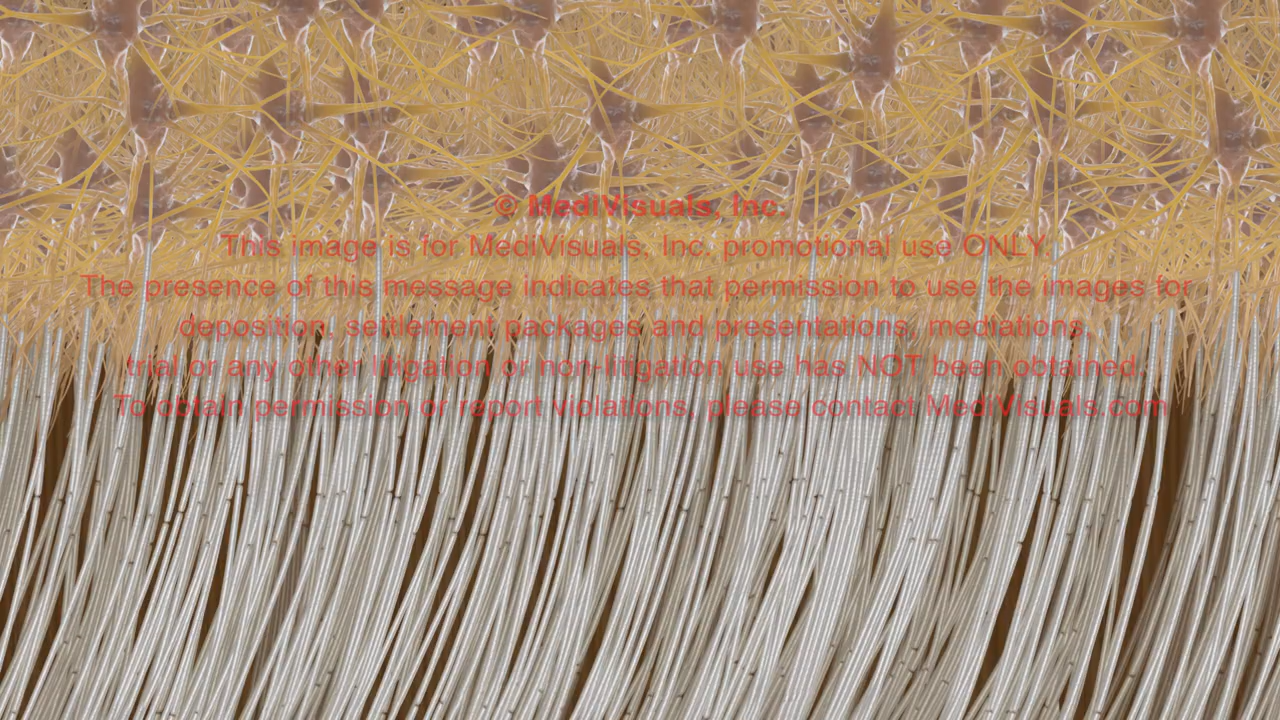 © MediVisuals, Inc.
This image is for MediVisuals, Inc. promotional use ONLY.
The presence of this message indicates that permission to use the images for
deposition, settlement packages and presentations, mediations,
trial or any other litigation or non-litigation use has NOT been obtained.
To obtain permission or report violations, please contact MediVisuals.com